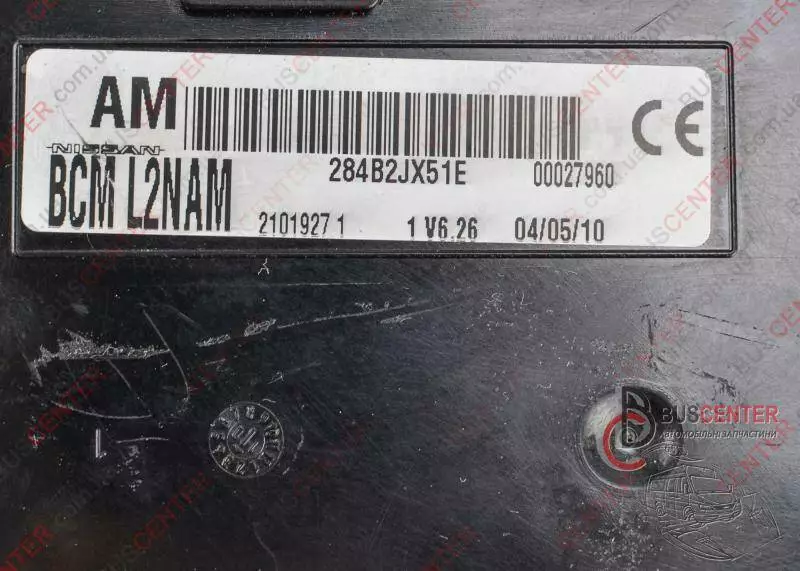 AM
NISSAN
BCM L2NAM
284B2JX51E
00027960
2101927 1
1 V6.26
04/05/10
CE
BUSCENTER
АВТОМОБІЛЬНІ ЗАПЧАСТИНИ